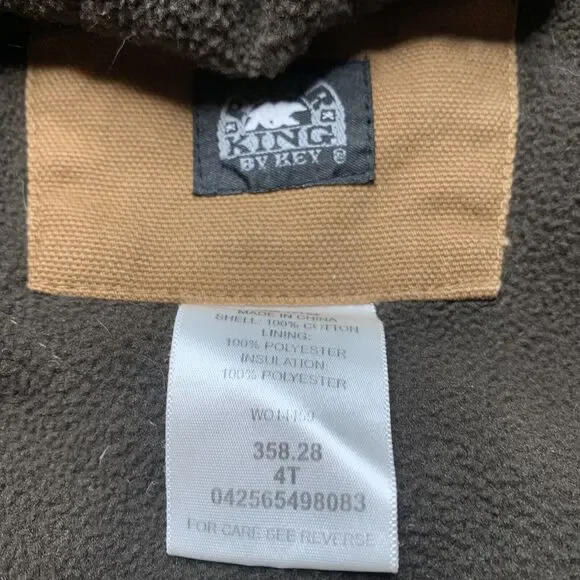 KING
BY KEY ®
MADE IN CHINA
SHELL: 100% COTTON
LINING:
100% POLYESTER
INSULATION:
100% POLYESTER
358.28
4T
042565498083
FOR CARE SEE REVERSE